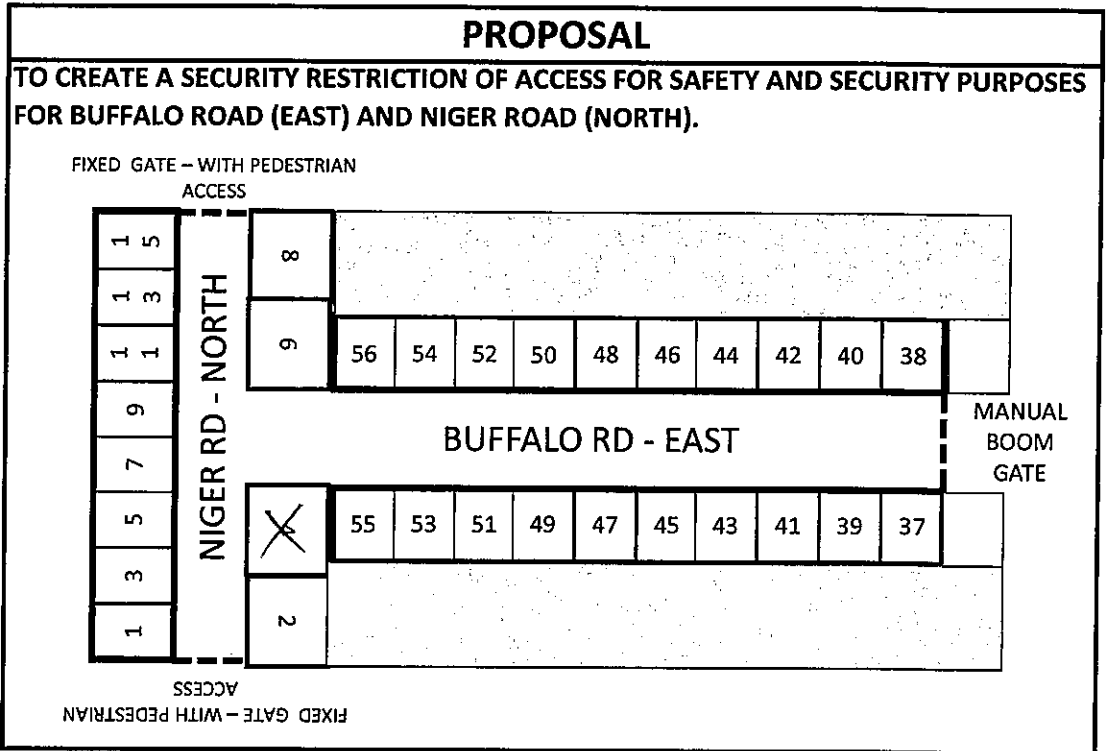 PROPOSAL
TO CREATE A SECURITY RESTRICTION OF ACCESS FOR SAFETY AND SECURITY PURPOSES
FOR BUFFALO ROAD (EAST) AND NIGER ROAD (NORTH).
FIXED GATE – WITH PEDESTRIAN
ACCESS
15
13
11
9
7
5
3
1
NIGER RD - NORTH
8
6
56 54 52 50 48 46 44 42 40 38
BUFFALO RD - EAST
MANUAL
BOOM
GATE
55 53 51 49 47 45 43 41 39 37
2
FIXED GATE – WITH PEDESTRIAN
ACCESS